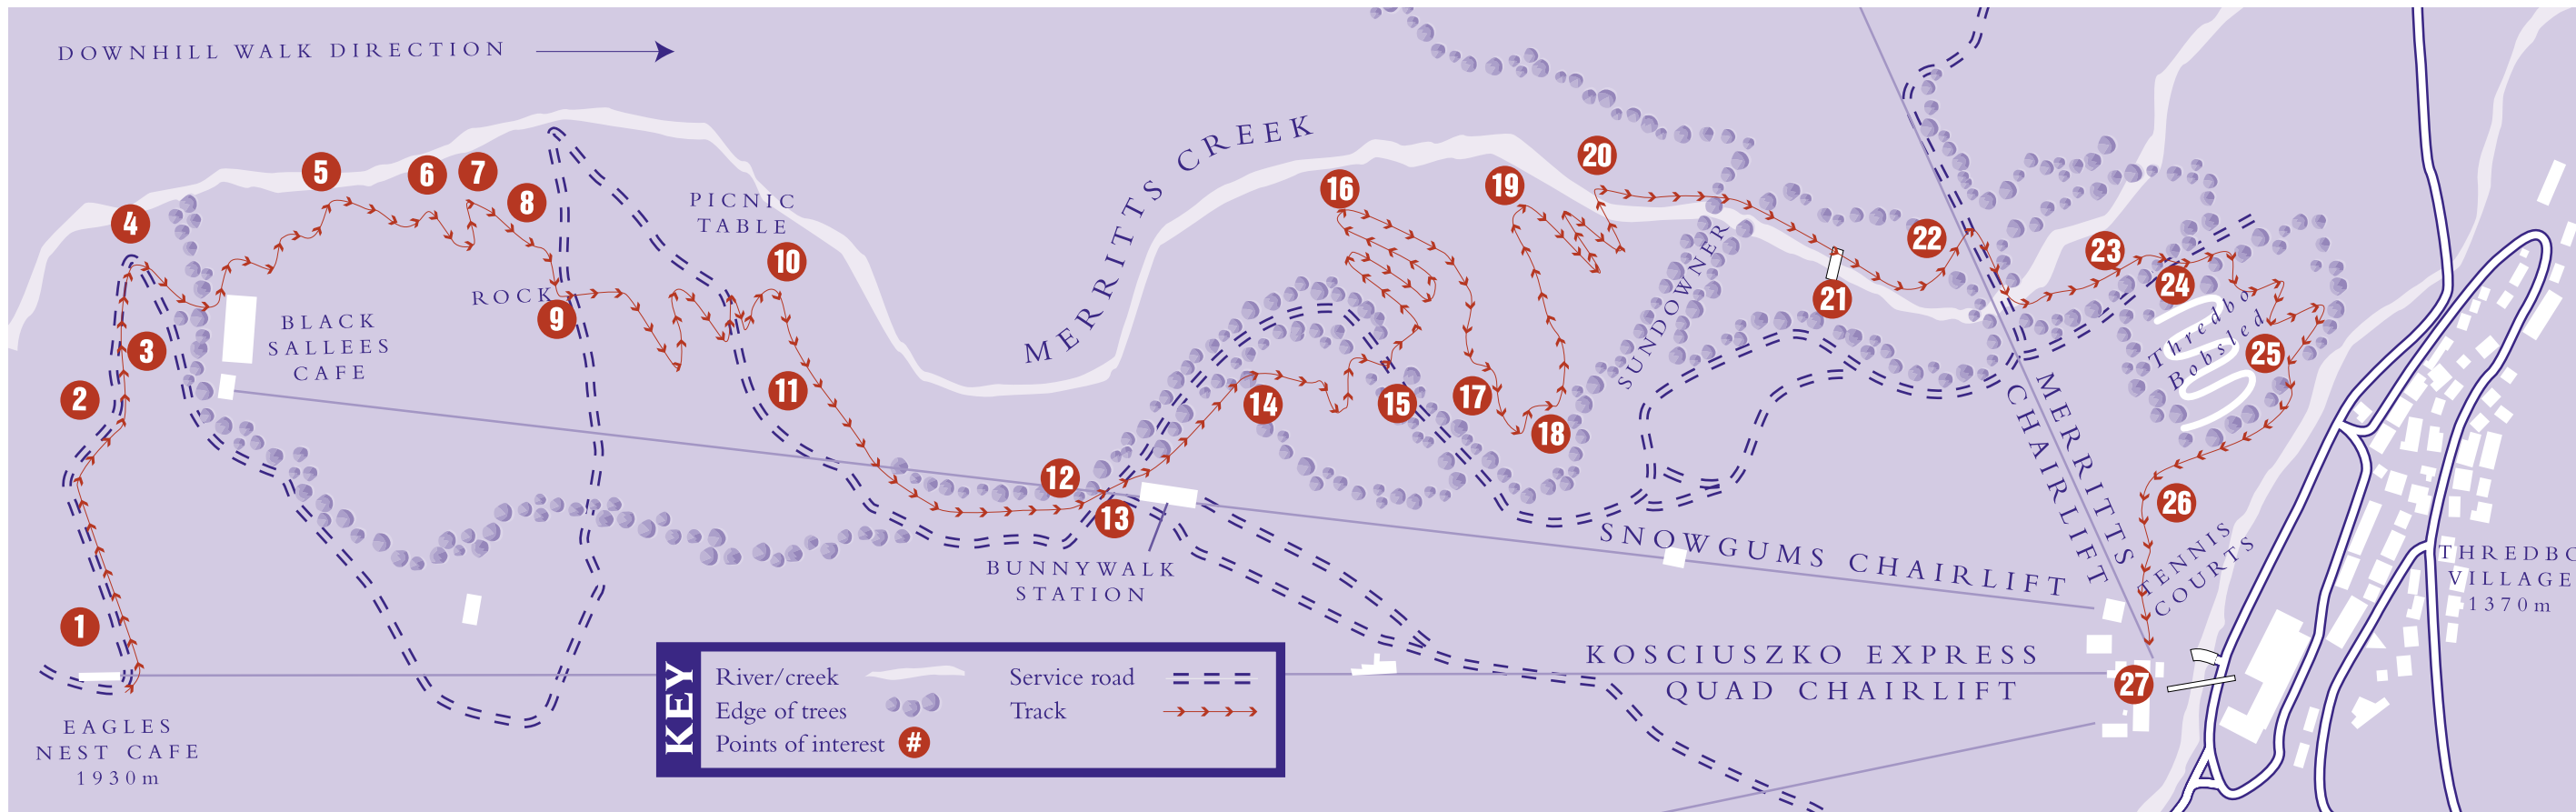 DOWNHILL WALK DIRECTION
5
6
7
8
4
PICNIC
TABLE
10
MERRITTS CREEK
16
19
20
22
23
24
21
ROCK
9
BLACK
SALLEES
CAFE
3
2
11
14
15
17
18
SUNDOWNER
Thredbo
Bobsled
25
12
13
BUNNYWALK
STATION
SNOWGUMS CHAIRLIFT
MERRITTS
CHAIRLIFT
26
TENNIS
COURTS
THREDBO
VILLAGE
1370m
1
EAGLES
NEST CAFE
1930m
KEY
River/creek
Service road
Edge of trees
Track
Points of interest #
KOSCIUSZKO EXPRESS
QUAD CHAIRLIFT
27